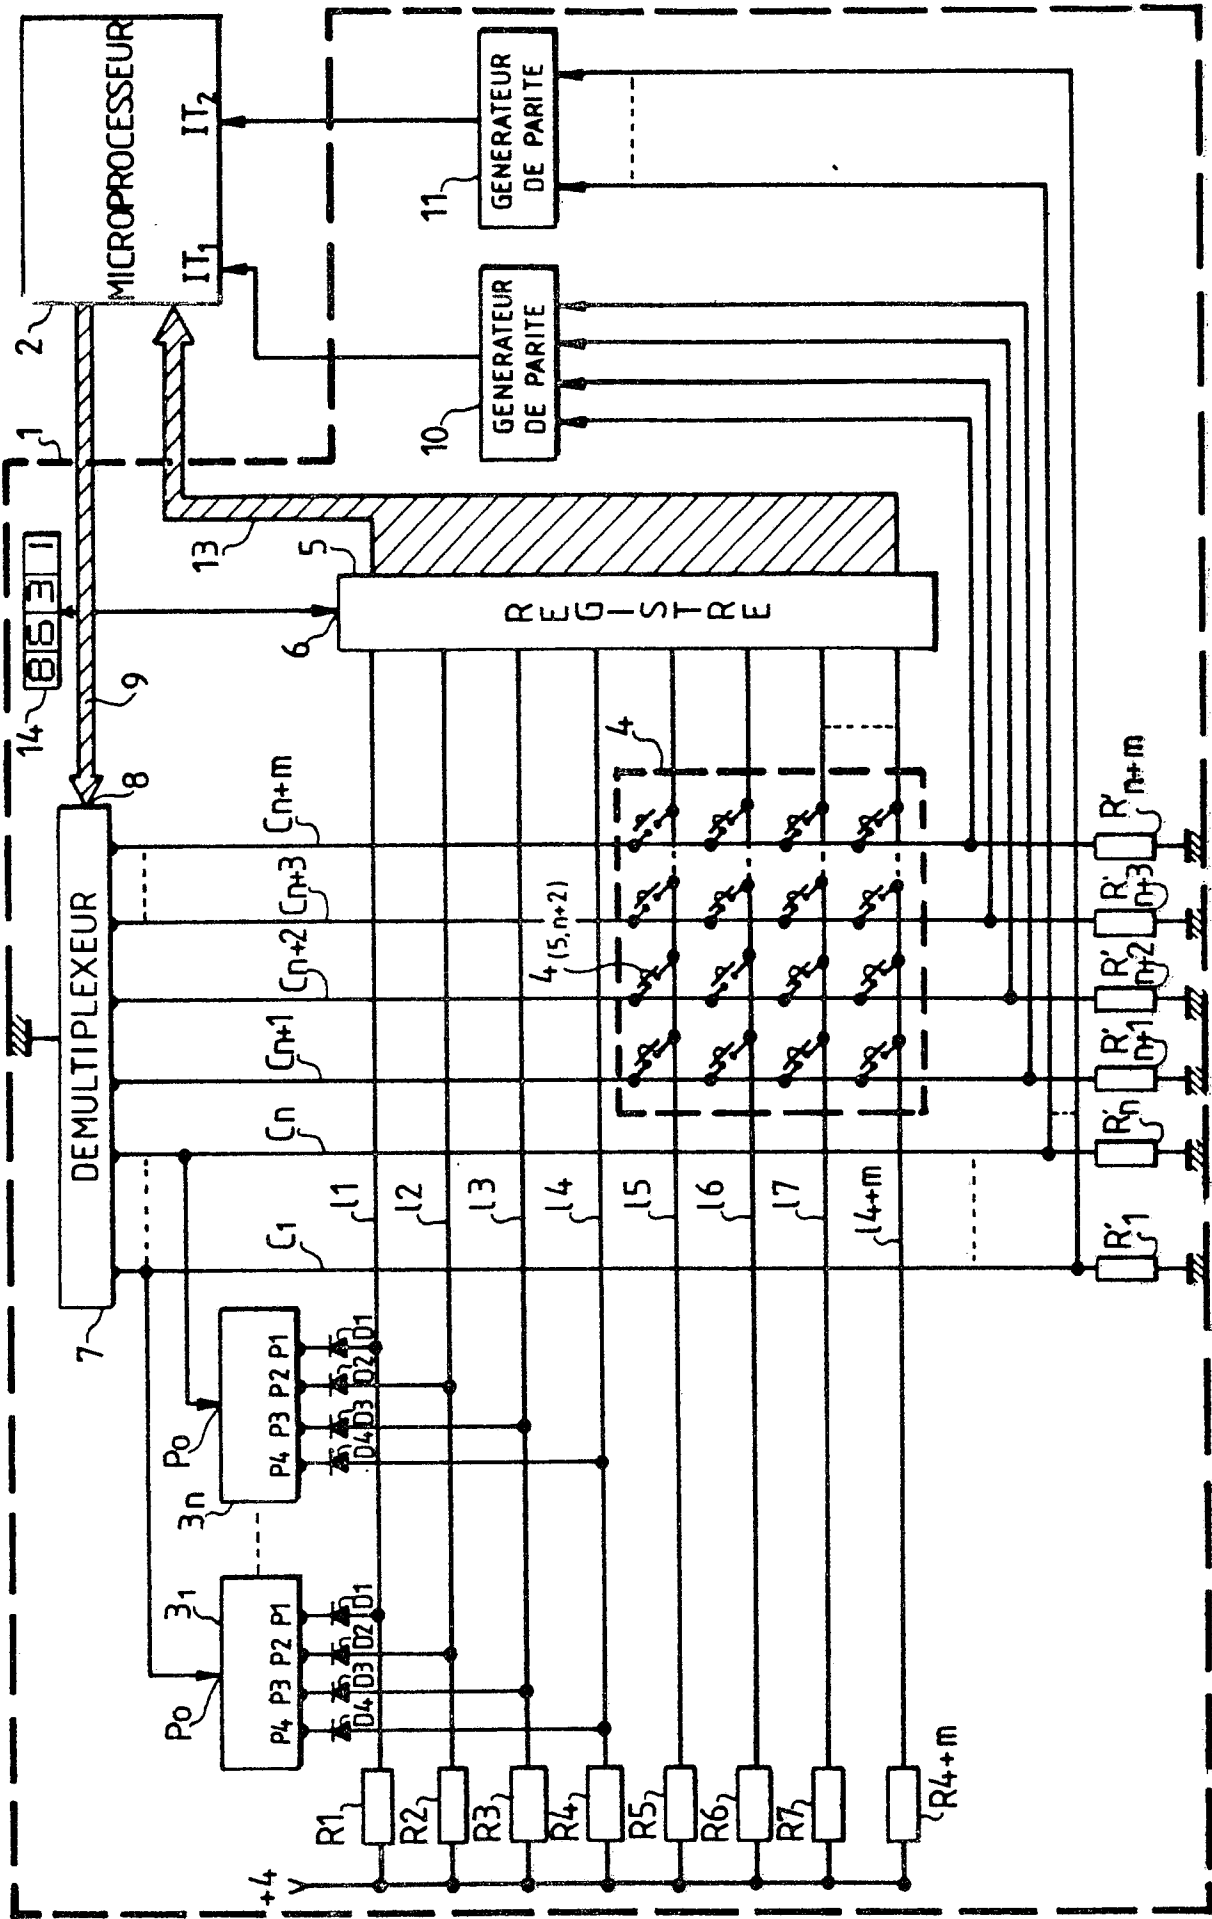 2
MICROPROCESSEUR
IT1
IT2
1
14
8631
9
8
DEMULTIPLEXEUR
7
13
5
6
REGISTRE
10
GENERATEUR
DE PARITE
11
GENERATEUR
DE PARITE
C1
Cn
Cn+1
Cn+2
Cn+3
Cn+m
Po
31
P4 P3 P2 P1
D4 D3 D2 D1
Po
3n
P4 P3 P2 P1
D4 D3 D2 D1
l1
l2
l3
l4
l5
l6
l7
l4+m
4(5,n+2)
4
+4
R1
R2
R3
R4
R5
R6
R7
R4+m
R'1
R'n
R'n+1
R'n+2
R'n+3
R'n+m